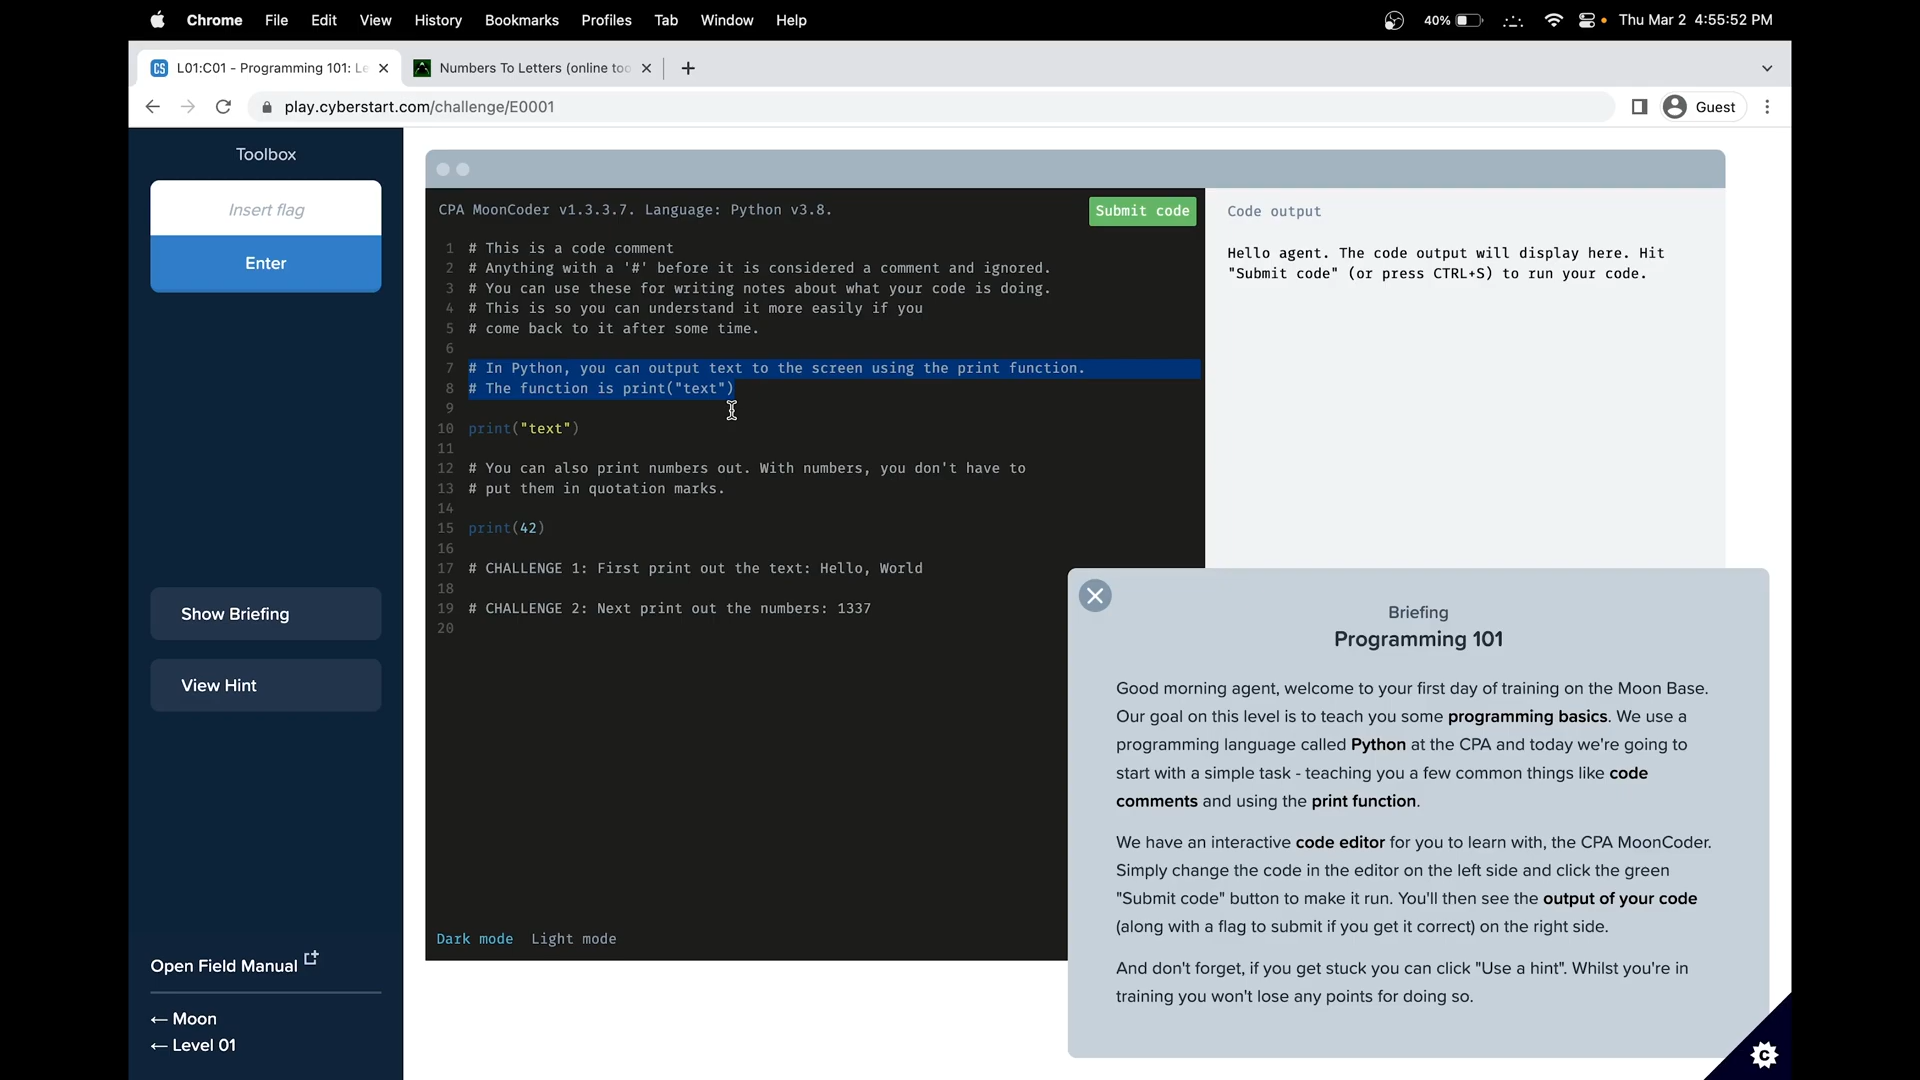 Chrome File Edit View History Bookmarks Profiles Tab Window Help 40% Thu Mar 2 4:55:52 PM
L01:C01 - Programming 101: Le Numbers To Letters (online too
play.cyberstart.com/challenge/E0001 Guest
Toolbox
Insert flag
Enter
Show Briefing
View Hint
Open Field Manual
← Moon
← Level 01
CPA MoonCoder v1.3.3.7. Language: Python v3.8.
Submit code
1 # This is a code comment
2 # Anything with a '#' before it is considered a comment and ignored.
3 # You can use these for writing notes about what your code is doing.
4 # This is so you can understand it more easily if you
5 # come back to it after some time.
6
7 # In Python, you can output text to the screen using the print function.
8 # The function is print("text")
9
10 print("text")
11
12 # You can also print numbers out. With numbers, you don't have to
13 # put them in quotation marks.
14
15 print(42)
16
17 # CHALLENGE 1: First print out the text: Hello, World
18
19 # CHALLENGE 2: Next print out the numbers: 1337
20
Dark mode Light mode
Code output
Hello agent. The code output will display here. Hit
"Submit code" (or press CTRL+S) to run your code.
Briefing
Programming 101
Good morning agent, welcome to your first day of training on the Moon Base.
Our goal on this level is to teach you some programming basics. We use a
programming language called Python at the CPA and today we're going to
start with a simple task - teaching you a few common things like code
comments and using the print function.
We have an interactive code editor for you to learn with, the CPA MoonCoder.
Simply change the code in the editor on the left side and click the green
"Submit code" button to make it run. You'll then see the output of your code
(along with a flag to submit if you get it correct) on the right side.
And don't forget, if you get stuck you can click "Use a hint". Whilst you're in
training you won't lose any points for doing so.